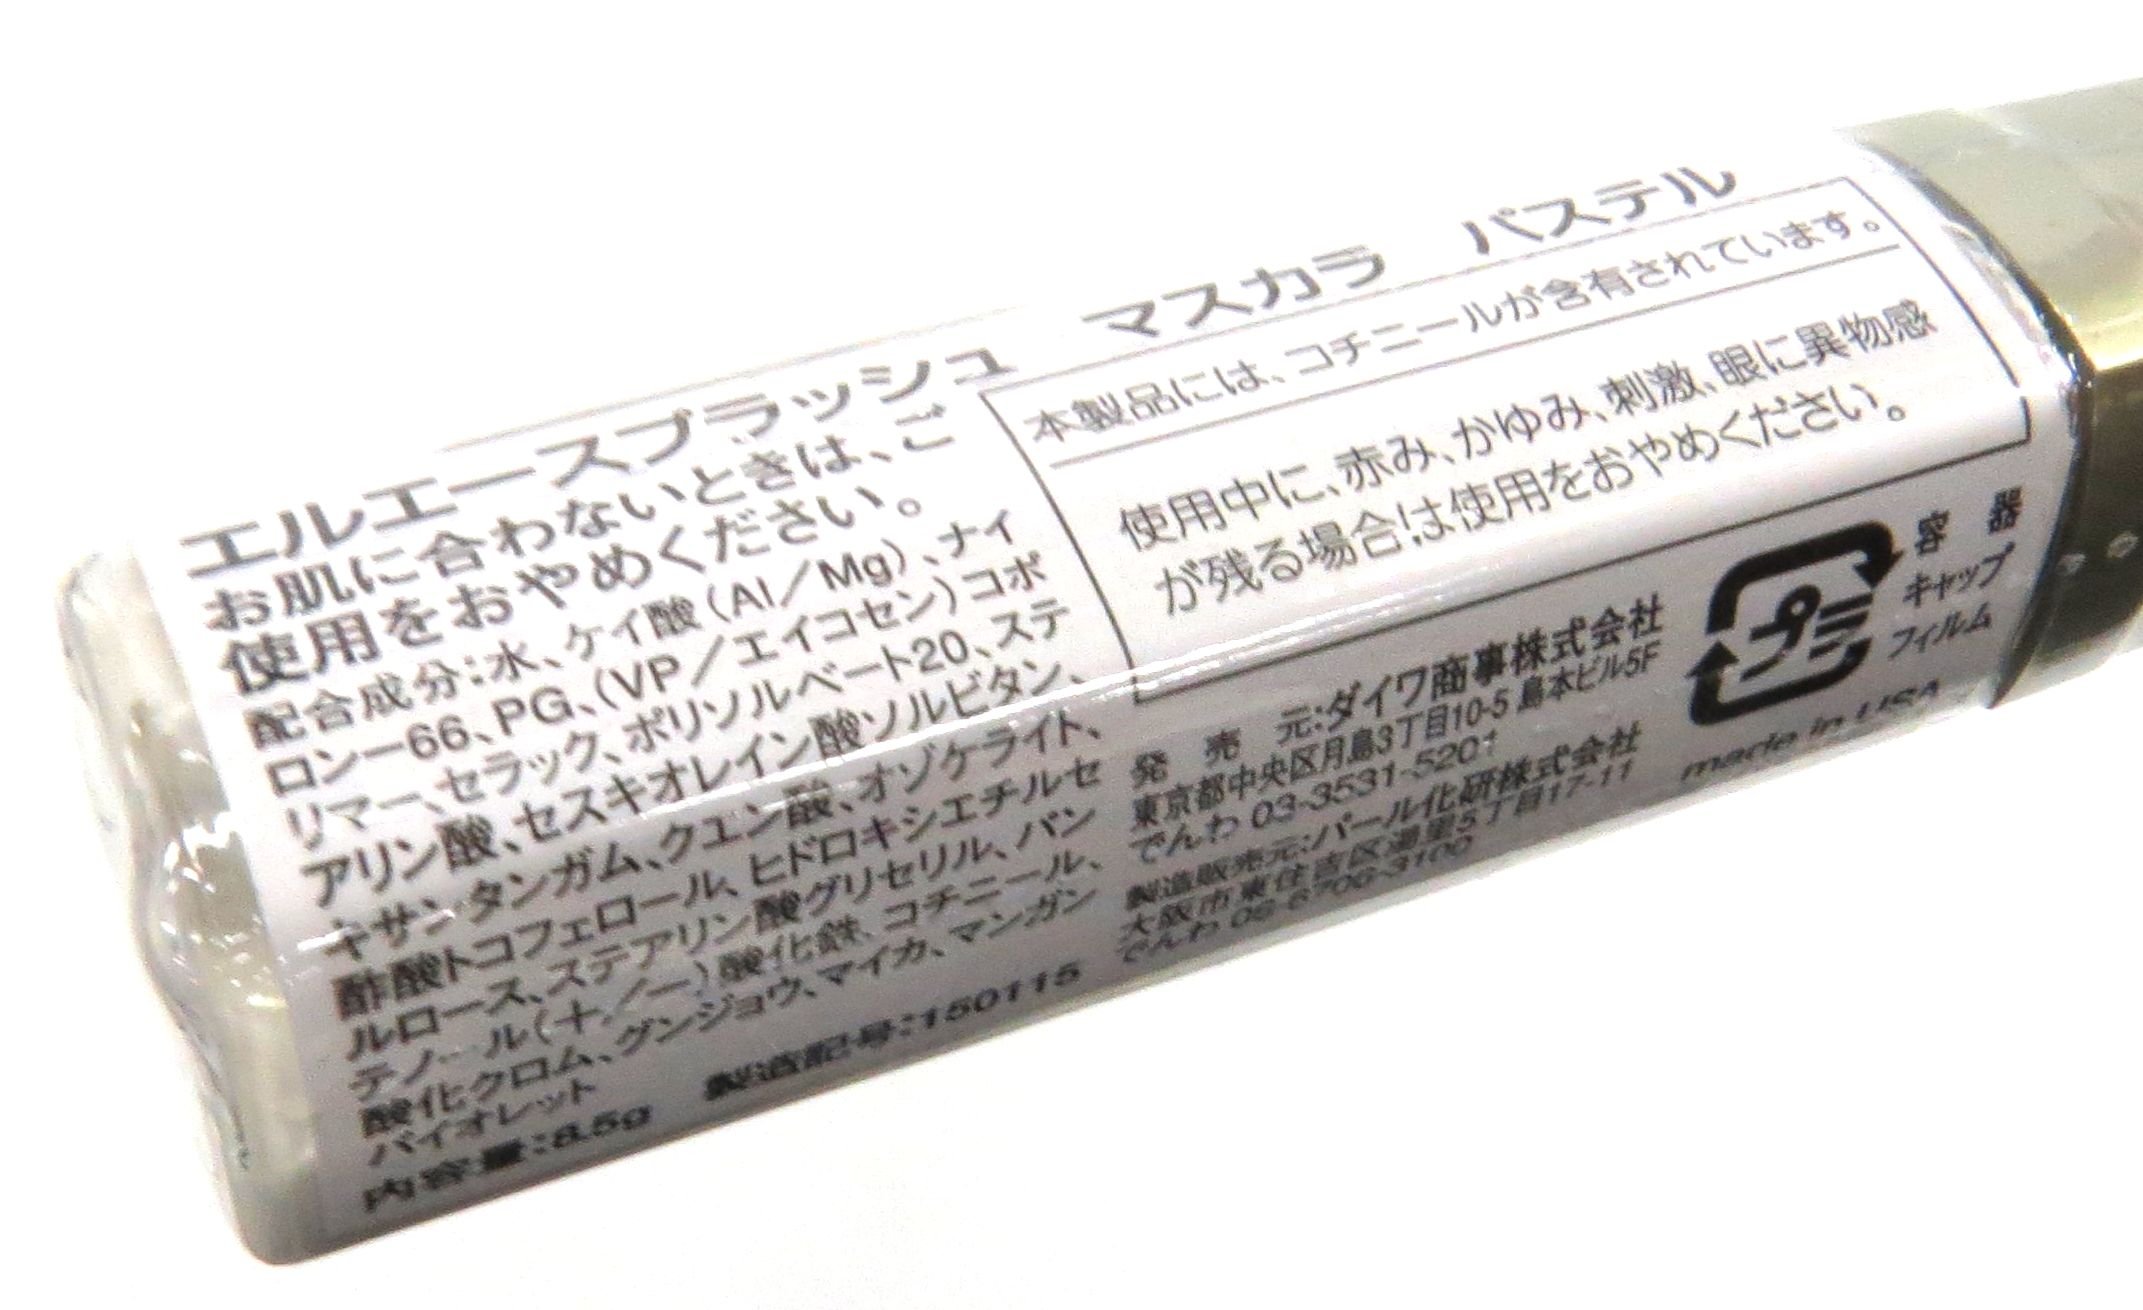 エルエースブラッシュ マスカラ パステル
お肌に合わないときは、ご
使用をおやめください。
配合成分:水、ケイ酸(Al/Mg)、ナイ
ロンー66、PG、(VP/エイコセン)コポ
リマー、セラック、ポリソルベート20、ステ
アリン酸、セスキオレイン酸ソルビタン、
キサンタンガム、クエン酸、オゾケライト、
酢酸トコフェロール、ヒドロキシエチルセ
ルロース、ステアリン酸グリセリル、パン
テノール(+/ー)酸化鉄、コチニール、
酸化クロム、グンジョウ、マイカ、マンガン
バイオレット
内容量:8.5g 製造記号:150115
本製品には、コチニールが含有されています。
使用中に、赤み、かゆみ、刺激、眼に異物感
が残る場合は使用をおやめください。
発 売 元:ダイワ商事株式会社
東京都中央区月島3丁目10-5 島本ビル5F
でんわ 03-3531-5201
製造販売元:パール化研株式会社
大阪市東住吉区湯里5丁目17-11
でんわ 06-6706-3100
プラ
容 器
キャップ
フィルム
made in USA